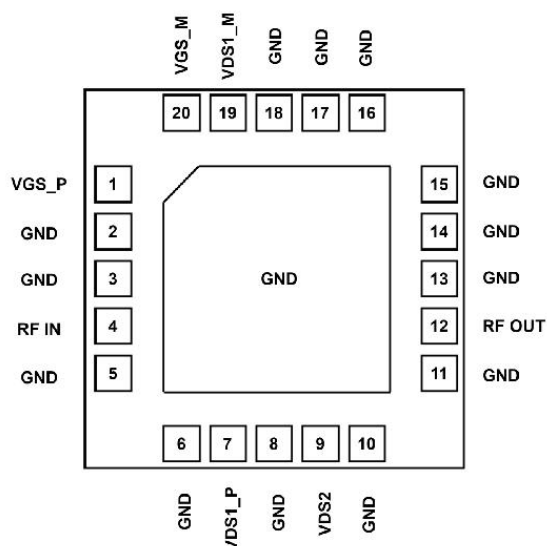 VGS_M VDS1_M GND GND GND
20 19 18 17 16
VGS_P 1 15 GND
GND 2 14 GND
GND 3 GND 13 GND
RF IN 4 12 RF OUT
GND 5 11 GND
6 7 8 9 10
GND VDS1_P GND VDS2 GND